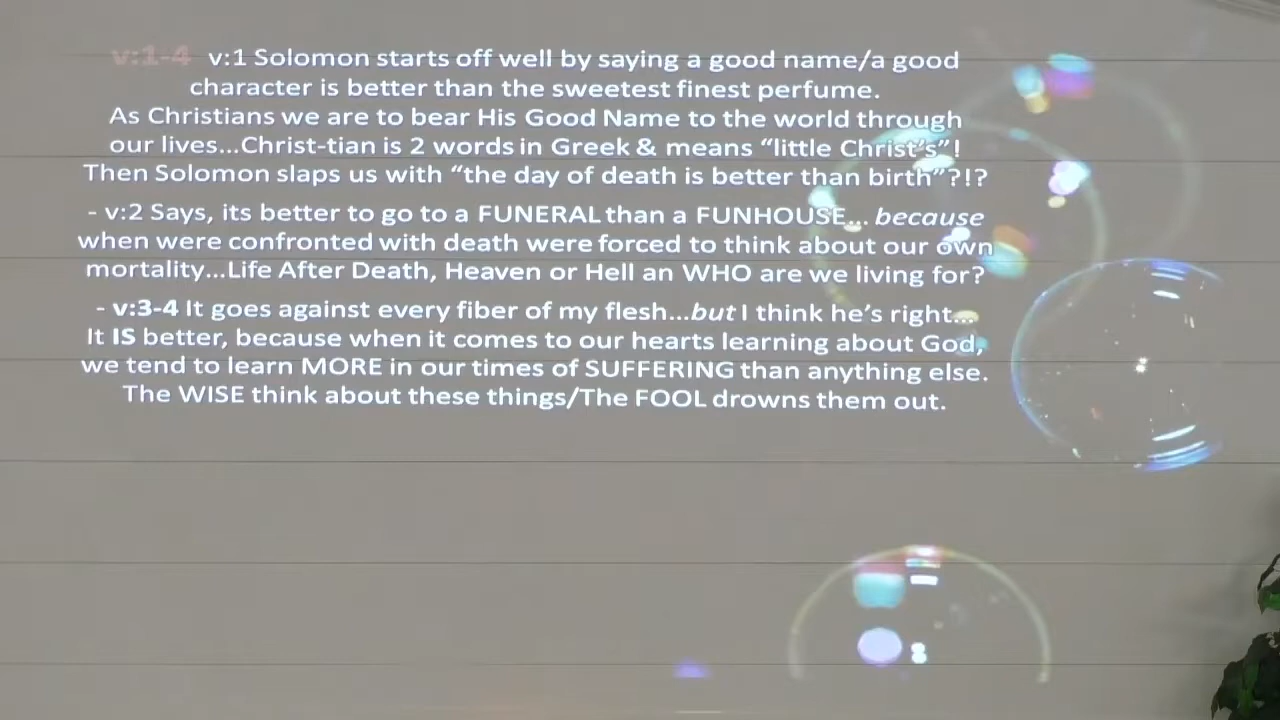 v:1-4 v:1 Solomon starts off well by saying a good name/a good
character is better than the sweetest finest perfume.
As Christians we are to bear His Good Name to the world through
our lives...Christ-tian is 2 words in Greek & means “little Christ’s”!
Then Solomon slaps us with “the day of death is better than birth”?!?
- v:2 Says, its better to go to a FUNERAL than a FUNHOUSE... because
when were confronted with death were forced to think about our own
mortality...Life After Death, Heaven or Hell an WHO are we living for?
- v:3-4 It goes against every fiber of my flesh...but I think he’s right...
It IS better, because when it comes to our hearts learning about God,
we tend to learn MORE in our times of SUFFERING than anything else.
The WISE think about these things/The FOOL drowns them out.